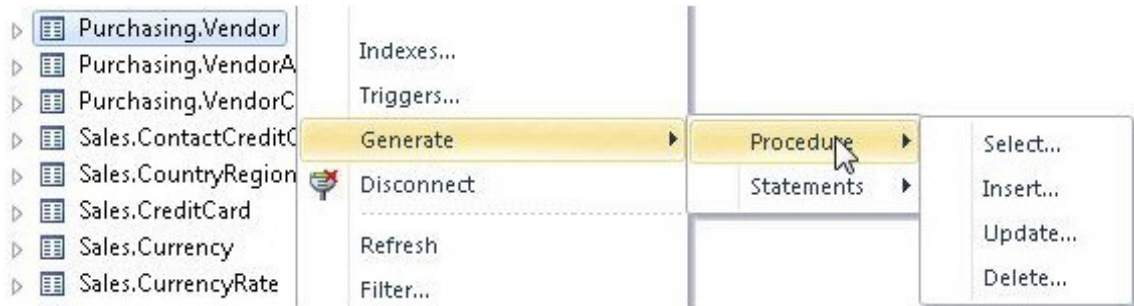 Purchasing.Vendor
Purchasing.VendorA
Purchasing.VendorC
Sales.ContactCreditC
Sales.CountryRegion
Sales.CreditCard
Sales.Currency
Sales.CurrencyRate
Indexes...
Triggers...
Generate
Disconnect
Refresh
Filter...
Procedure
Statements
Select...
Insert...
Update...
Delete...